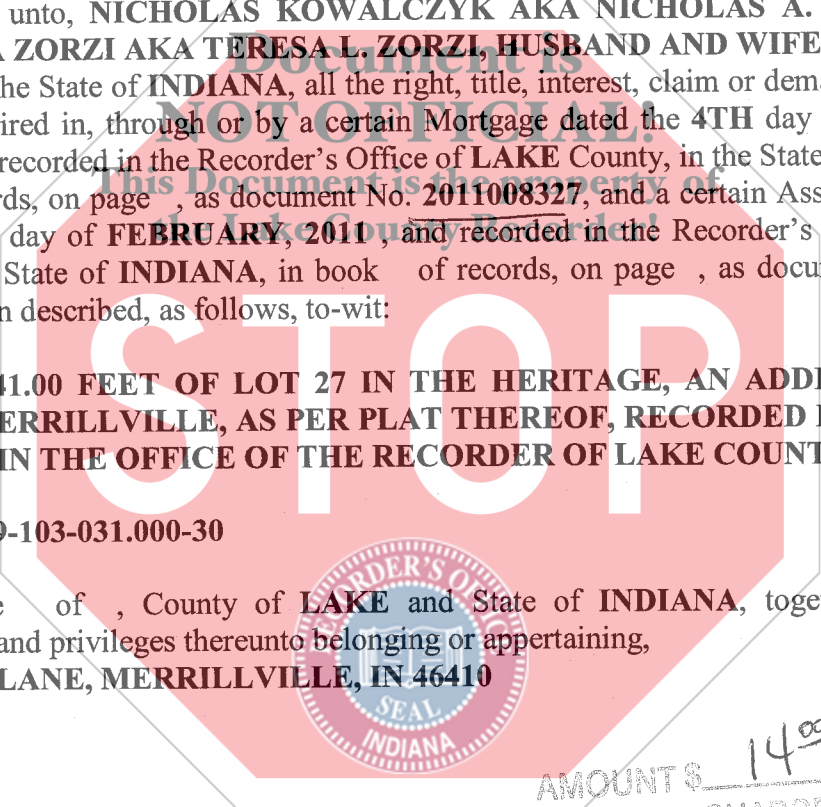 unto, NICHOLAS KOWALCZYK AKA NICHOLAS A.
ZORZI AKA TERESA L. ZORZI, HUSBAND AND WIFE
he State of INDIANA, all the right, title, interest, claim or dem
ired in, through or by a certain Mortgage dated the 4TH day
recorded in the Recorder's Office of LAKE County, in the State
rds, on page , as document No. 2011008327, and a certain Ass
day of FEBRUARY, 2011 , and recorded in the Recorder's
State of INDIANA, in book of records, on page , as docu
n described, as follows, to-wit:
41.00 FEET OF LOT 27 IN THE HERITAGE, AN ADDI
ERRILLVILLE, AS PER PLAT THEREOF, RECORDED
IN THE OFFICE OF THE RECORDER OF LAKE COUNT
9-103-031.000-30
of , County of LAKE and State of INDIANA, toge
and privileges thereunto belonging or appertaining,
LANE, MERRILLVILLE, IN 46410
Document is
NOT OFFICIAL!
This Document is the property of
the Lake County Recorder!
STOP
RECORDER'S OFFICE
SEAL
INDIANA
AMOUNT $ 14.00